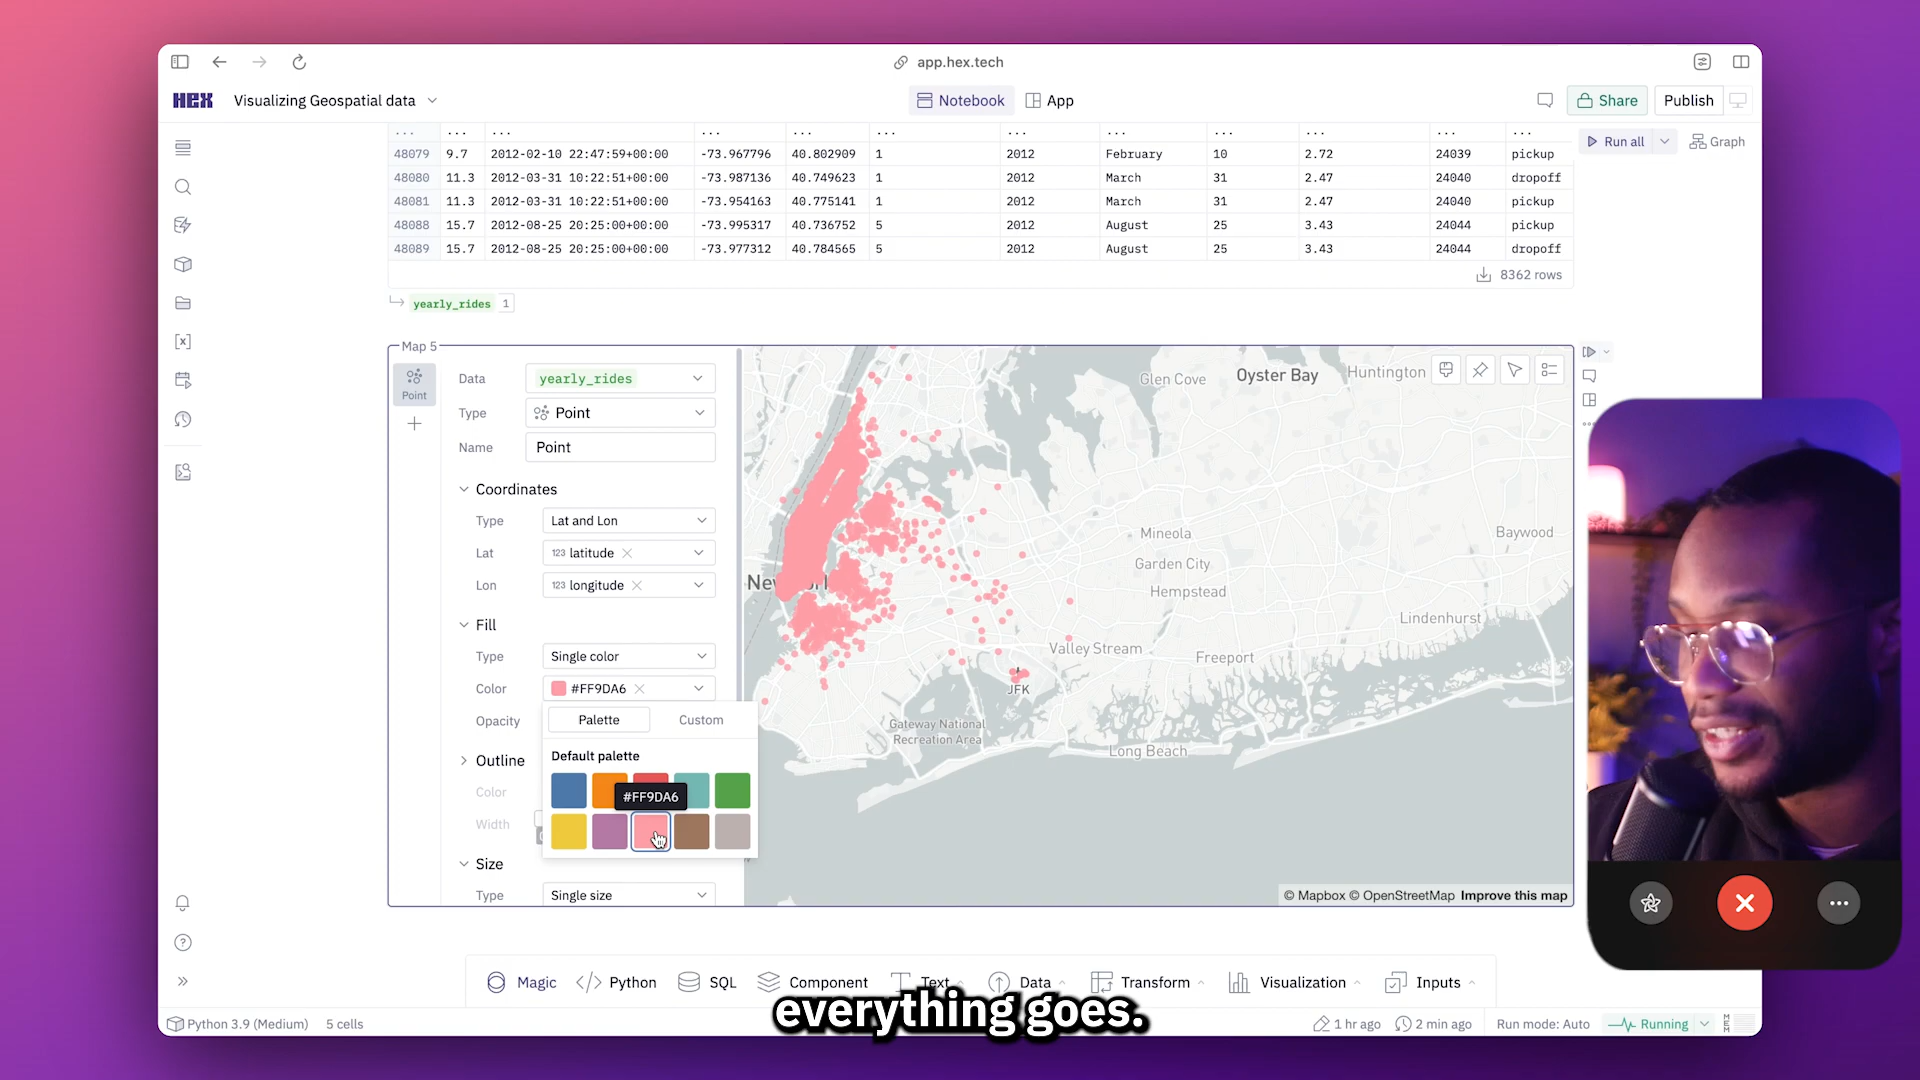 app.hex.tech
HEX Visualizing Geospatial data Notebook App Share Publish
... ... ... ... ... ... ... ... ... ... ... ...
48079 9.7 2012-02-10 22:47:59+00:00 -73.967796 40.802909 1 2012 February 10 2.72 24039 pickup
48080 11.3 2012-03-31 10:22:51+00:00 -73.987136 40.749623 1 2012 March 31 2.47 24040 dropoff
48081 11.3 2012-03-31 10:22:51+00:00 -73.954163 40.775141 1 2012 March 31 2.47 24040 pickup
48088 15.7 2012-08-25 20:25:00+00:00 -73.995317 40.736752 5 2012 August 25 3.43 24044 pickup
48089 15.7 2012-08-25 20:25:00+00:00 -73.977312 40.784565 5 2012 August 25 3.43 24044 dropoff
Run all Graph
8362 rows
yearly_rides 1
Map 5
Point
Data yearly_rides
Type Point
Name Point
Coordinates
Type Lat and Lon
Lat 123 latitude
Lon 123 longitude
Fill
Type Single color
Color #FF9DA6
Opacity
Palette Custom
Default palette
#FF9DA6
Outline
Color
Width
Size
Type Single size
Glen Cove
Oyster Bay
Huntington
Mineola
Baywood
Garden City
Hempstead
Lindenhurst
Valley Stream
Freeport
JFK
Gateway National
Recreation Area
Long Beach
© Mapbox © OpenStreetMap Improve this map
Magic Python SQL Component Text Data Transform Visualization Inputs
everything goes.
Python 3.9 (Medium) 5 cells 1 hr ago 2 min ago Run mode: Auto Running MEM